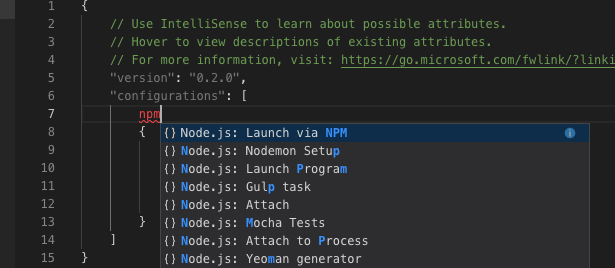 1 {
2 // Use IntelliSense to learn about possible attributes.
3 // Hover to view descriptions of existing attributes.
4 // For more information, visit: https://go.microsoft.com/fwlink/?linki
5 "version": "0.2.0",
6 "configurations": [
7 npm
8 { {} Node.js: Launch via NPM
9 {} Node.js: Nodemon Setup
10 {} Node.js: Launch Program
11 {} Node.js: Gulp task
12 {} Node.js: Attach
13 } {} Node.js: Mocha Tests
14 ] {} Node.js: Attach to Process
15 } {} Node.js: Yeoman generator